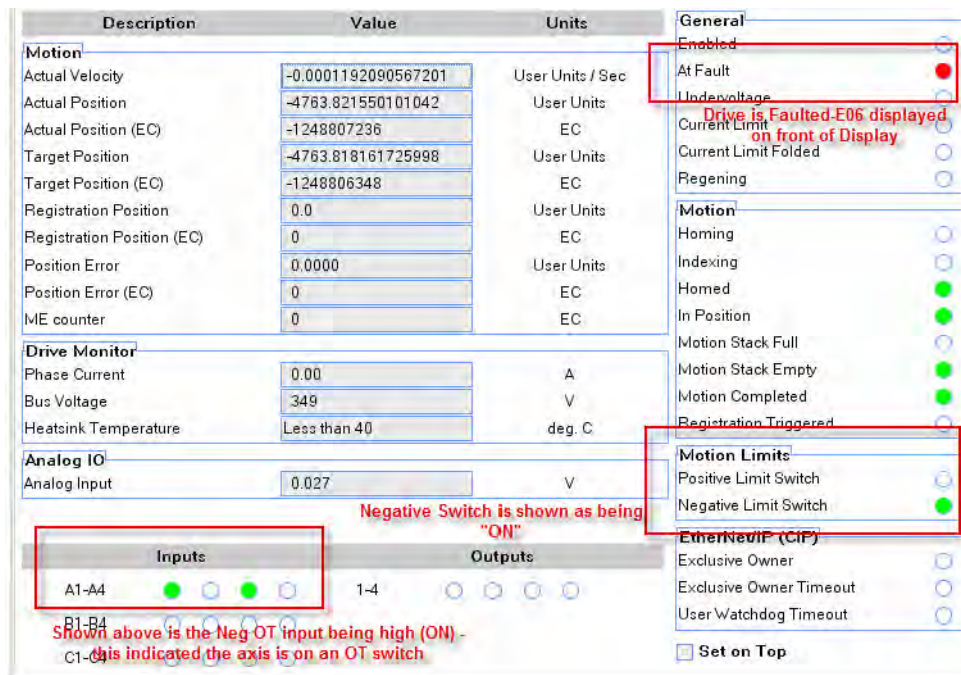 Description Value Units
Motion
Actual Velocity -0.0001192090567201 User Units / Sec
Actual Position -4763.821550101042 User Units
Actual Position (EC) -1248807236 EC
Target Position -4763.818161725998 User Units
Target Position (EC) -1248806348 EC
Registration Position 0.0 User Units
Registration Position (EC) 0 EC
Position Error 0.0000 User Units
Position Error (EC) 0 EC
ME counter 0 EC
Drive Monitor
Phase Current 0.00 A
Bus Voltage 349 V
Heatsink Temperature Less than 40 deg. C
Analog IO
Analog Input 0.027 V
Negative Switch is shown as being
"ON"
Inputs Outputs
A1-A4 1-4
B1-B4
Shown above is the Neg OT input being high (ON) -
this indicated the axis is on an OT switch
C1-C4
General
Enabled
At Fault
Undervoltage
Drive is Faulted-E06 displayed
on front of Display
Current Limit
Current Limit Folded
Regening
Motion
Homing
Indexing
Homed
In Position
Motion Stack Full
Motion Stack Empty
Motion Completed
Registration Triggered
Motion Limits
Positive Limit Switch
Negative Limit Switch
EtherNet/IP (CIP)
Exclusive Owner
Exclusive Owner Timeout
User Watchdog Timeout
Set on Top